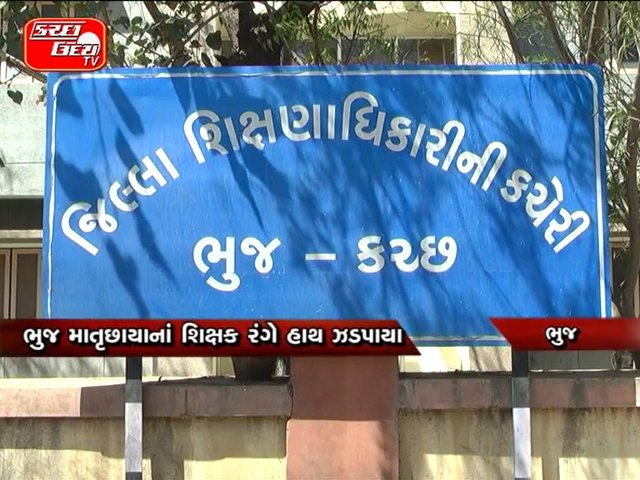 કચ્છ
ઉદય
TV
જિલ્લા શિક્ષણાધિકારીની કચેરી
ભુજ – કચ્છ
ભુજ માતૃછાયાનાં શિક્ષક રંગે હાથ ઝડપાયા
ભુજ